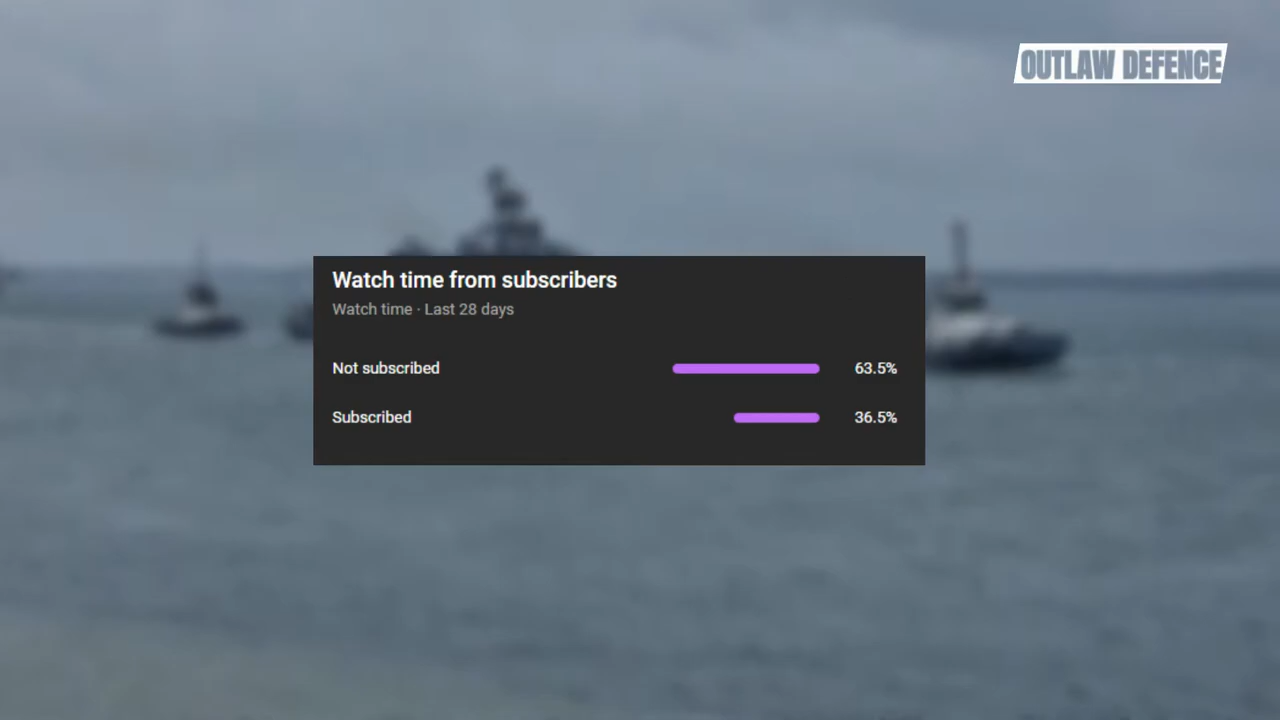 OUTLAW DEFENCE
Watch time from subscribers
Watch time · Last 28 days
Not subscribed 63.5%
Subscribed 36.5%